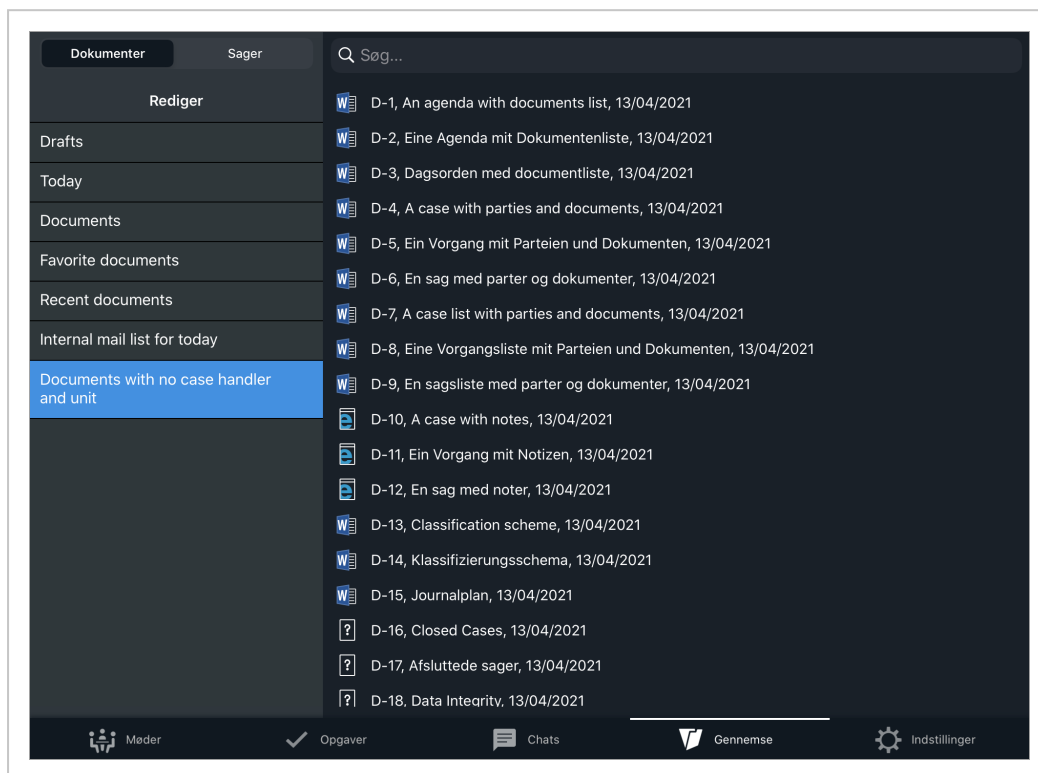 Dokumenter
Sager
Rediger
Drafts
Today
Documents
Favorite documents
Recent documents
Internal mail list for today
Documents with no case handler
and unit
Søg...
D-1, An agenda with documents list, 13/04/2021
D-2, Eine Agenda mit Dokumentenliste, 13/04/2021
D-3, Dagsorden med documentliste, 13/04/2021
D-4, A case with parties and documents, 13/04/2021
D-5, Ein Vorgang mit Parteien und Dokumenten, 13/04/2021
D-6, En sag med parter og dokumenter, 13/04/2021
D-7, A case list with parties and documents, 13/04/2021
D-8, Eine Vorgangsliste mit Parteien und Dokumenten, 13/04/2021
D-9, En sagsliste med parter og dokumenter, 13/04/2021
D-10, A case with notes, 13/04/2021
D-11, Ein Vorgang mit Notizen, 13/04/2021
D-12, En sag med noter, 13/04/2021
D-13, Classification scheme, 13/04/2021
D-14, Klassifizierungsschema, 13/04/2021
D-15, Journalplan, 13/04/2021
D-16, Closed Cases, 13/04/2021
D-17, Afsluttede sager, 13/04/2021
D-18, Data Integrity, 13/04/2021
Møder
Opgaver
Chats
Gennemse
Indstillinger